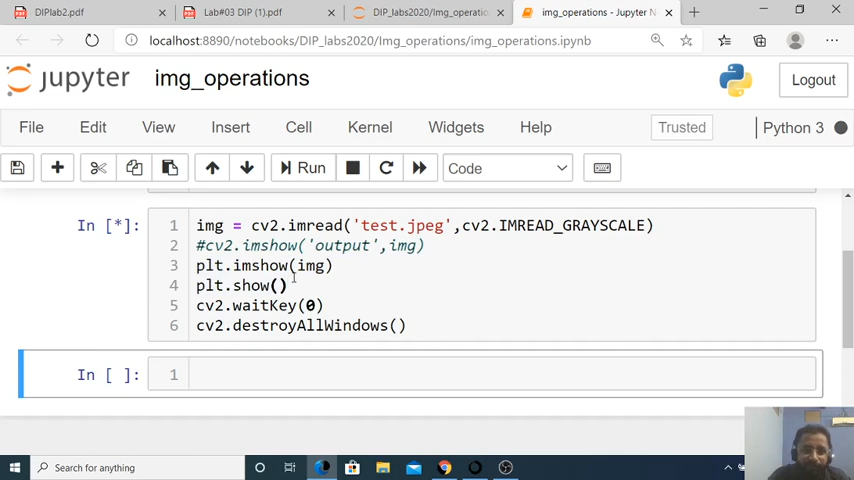 DIPlab2.pdf
Lab#03 DIP (1).pdf
DIP_labs2020/Img_operatio
img_operations - Jupyter N
localhost:8890/notebooks/DIP_labs2020/Img_operations/img_operations.ipynb
jupyter
img_operations
Logout
File
Edit
View
Insert
Cell
Kernel
Widgets
Help
Trusted
Python 3
Run
Code
In [*]:
1 img = cv2.imread('test.jpeg',cv2.IMREAD_GRAYSCALE)
2 #cv2.imshow('output',img)
3 plt.imshow(img)
4 plt.show()
5 cv2.waitKey(0)
6 cv2.destroyAllWindows()
In [ ]:
1
Search for anything